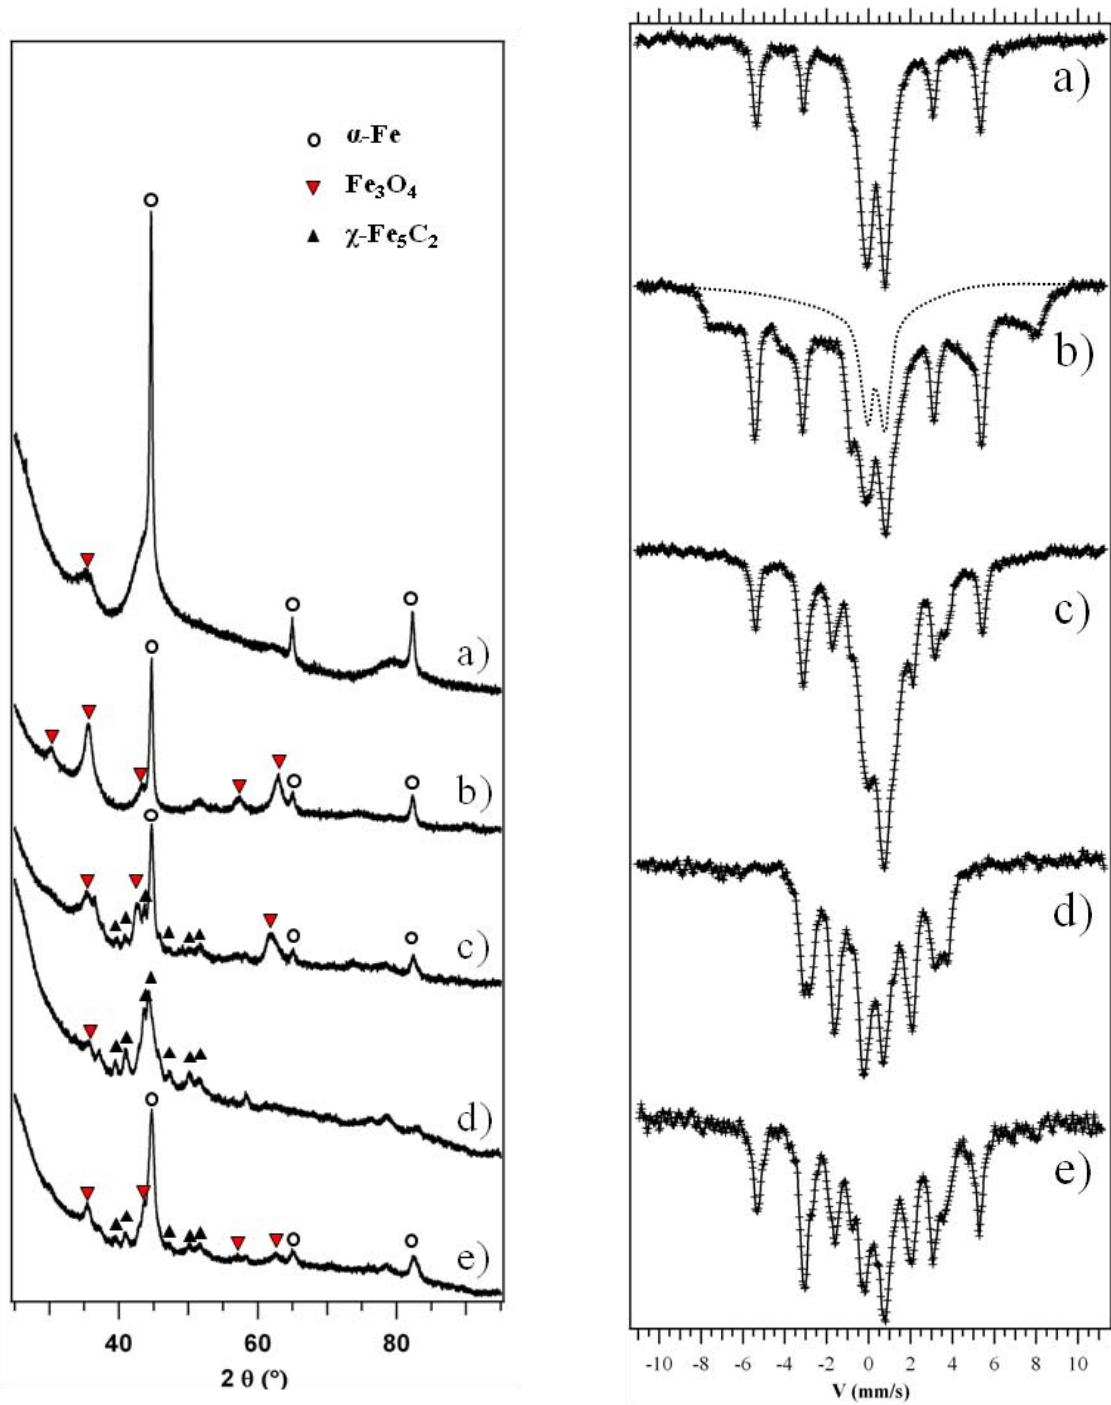 α-Fe
Fe3O4
χ-Fe5C2
a)
b)
c)
d)
e)
40 60 80
2 θ (°)
a)
b)
c)
d)
e)
-10 -8 -6 -4 -2 0 2 4 6 8 10
V (mm/s)